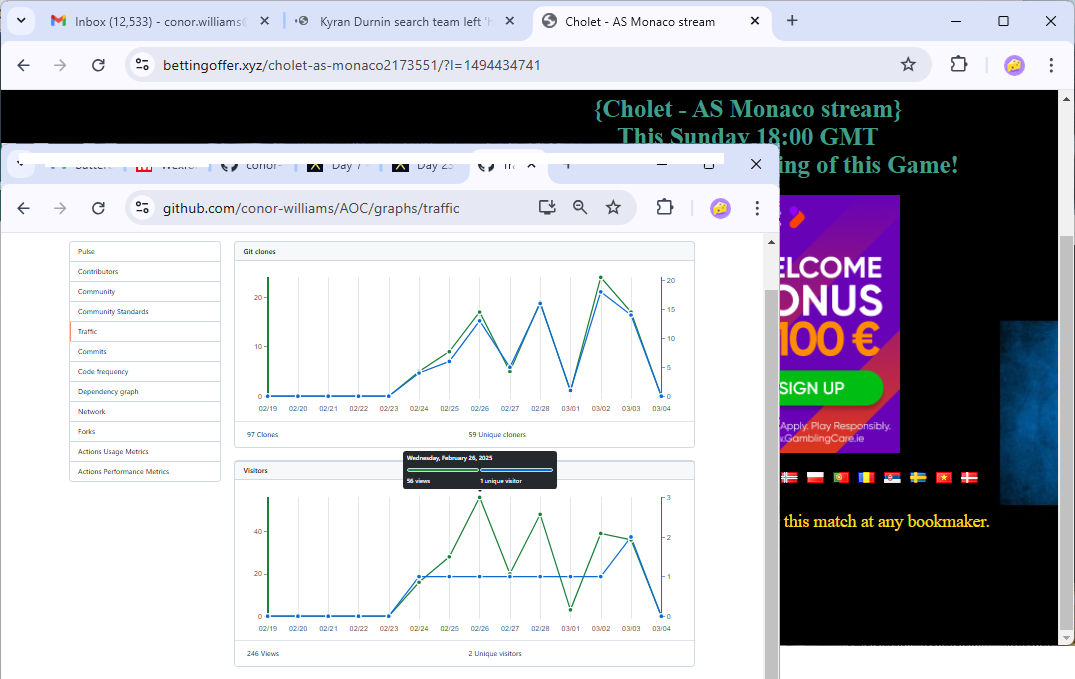 Inbox (12,533) - conor.williams
Kyran Durnin search team left 'h
Cholet - AS Monaco stream
bettingoffer.xyz/cholet-as-monaco2173551/?I=1494434741
{Cholet - AS Monaco stream}
This Sunday 18:00 GMT
ing of this Game!
conor-
Day 7
Day 23
github.com/conor-williams/AOC/graphs/traffic
Pulse
Contributors
Community
Community Standards
Traffic
Commits
Code frequency
Dependency graph
Network
Forks
Actions Usage Metrics
Actions Performance Metrics
Git clones
20
10
0
20
15
10
5
0
02/19 02/20 02/21 02/22 02/23 02/24 02/25 02/26 02/27 02/28 03/01 03/02 03/03 03/04
97 Clones
59 Unique cloners
Visitors
Wednesday, February 26, 2025
56 views
1 unique visitor
40
20
0
3
2
1
0
02/19 02/20 02/21 02/22 02/23 02/24 02/25 02/26 02/27 02/28 03/01 03/02 03/03 03/04
246 Views
2 Unique visitors
ELCOME
ONUS
100 €
SIGN UP
Apply. Play Responsibly.
w.GamblingCare.ie
this match at any bookmaker.